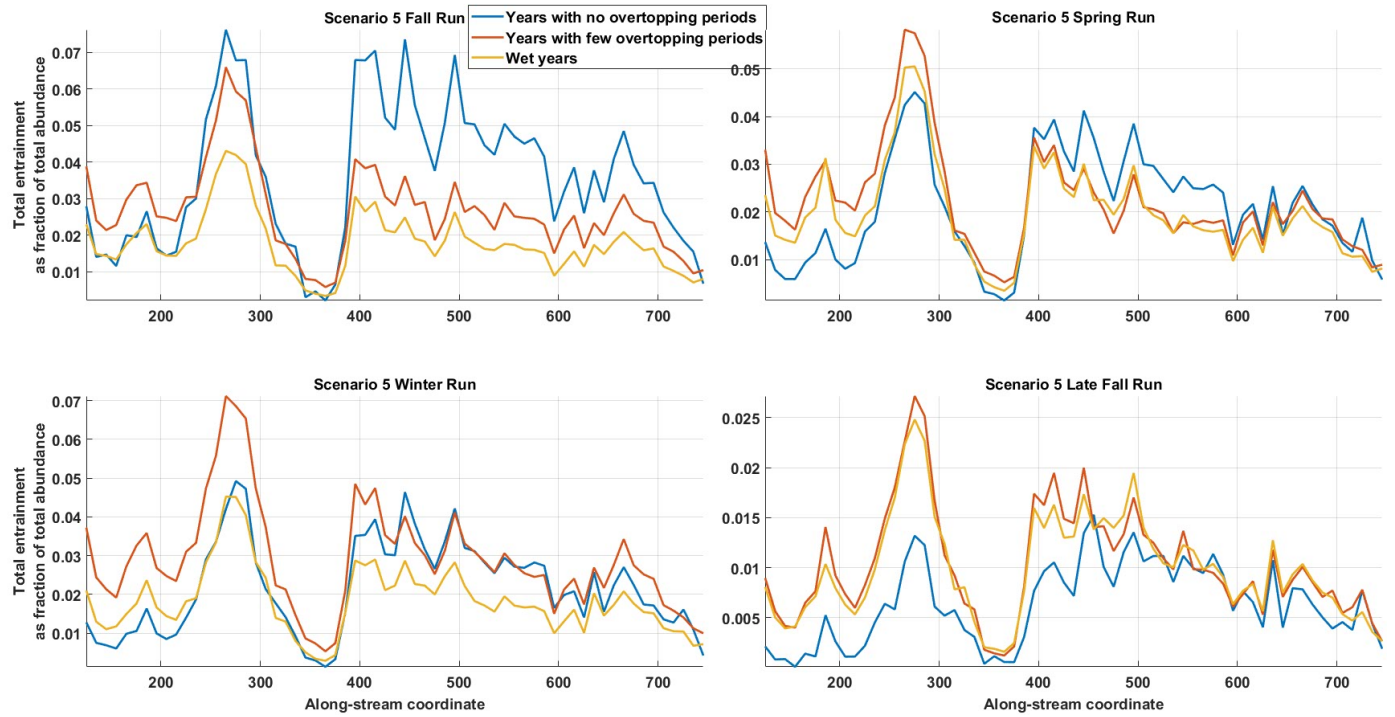 Scenario 5 Fall Run
Years with no overtopping periods
Years with few overtopping periods
Wet years
Total entrainment
as fraction of total abundance
0.07
0.06
0.05
0.04
0.03
0.02
0.01
200 300 400 500 600 700
Scenario 5 Spring Run
0.05
0.04
0.03
0.02
0.01
200 300 400 500 600 700
Scenario 5 Winter Run
Total entrainment
as fraction of total abundance
0.07
0.06
0.05
0.04
0.03
0.02
0.01
200 300 400 500 600 700
Along-stream coordinate
Scenario 5 Late Fall Run
0.025
0.02
0.015
0.01
0.005
200 300 400 500 600 700
Along-stream coordinate